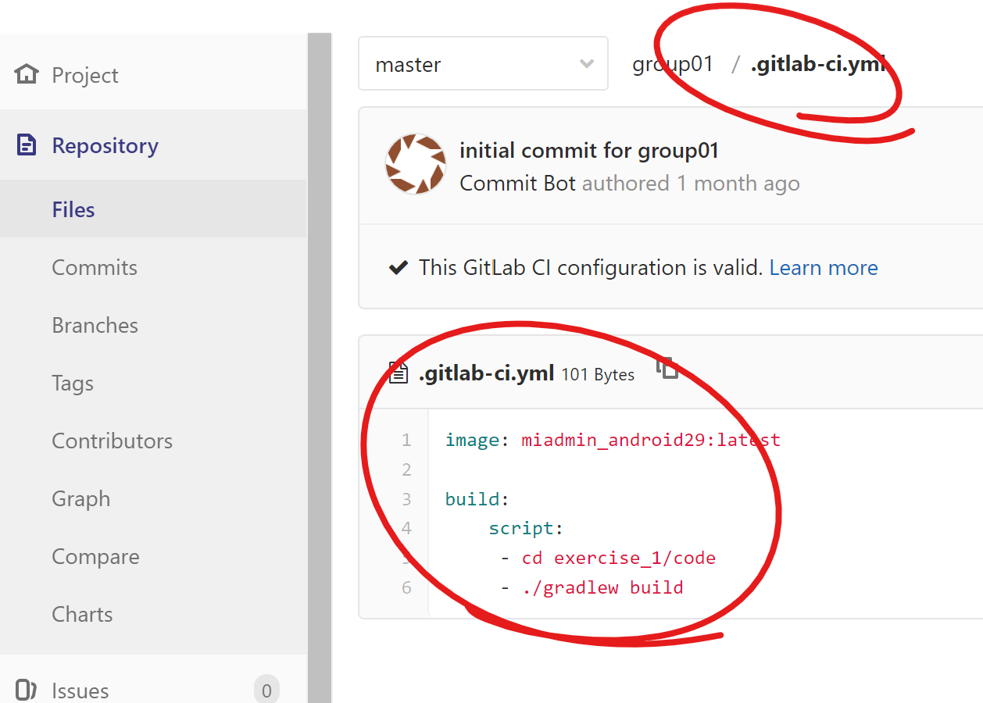 Project
Repository
Files
Commits
Branches
Tags
Contributors
Graph
Compare
Charts
Issues 0
master
group01 / .gitlab-ci.yml
initial commit for group01
Commit Bot authored 1 month ago
This GitLab CI configuration is valid. Learn more
.gitlab-ci.yml 101 Bytes
1 image: miadmin_android29:latest
2
3 build:
4 script:
5 - cd exercise_1/code
6 - ./gradlew build